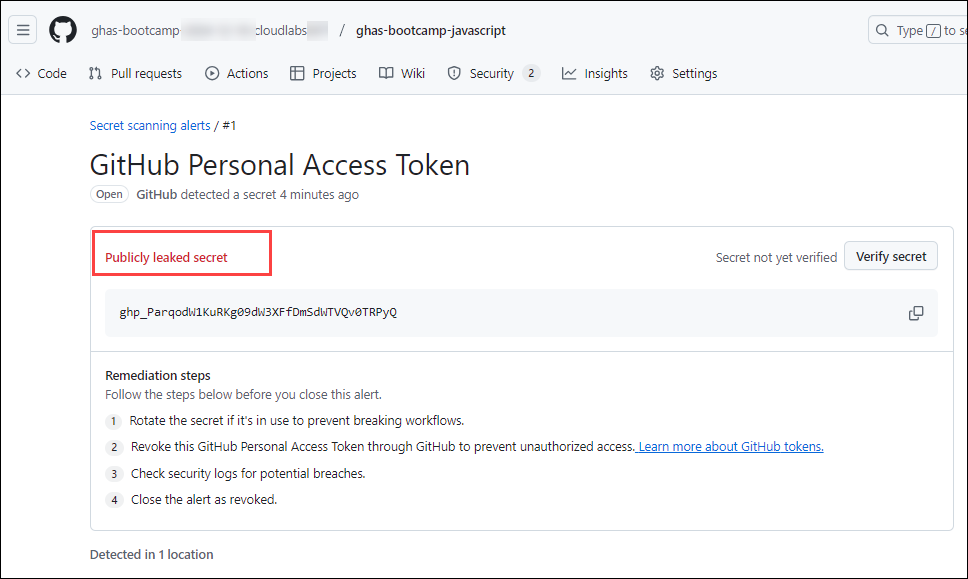 ghas-bootcamp cloudlabs / ghas-bootcamp-javascript
Type / to se
Code Pull requests Actions Projects Wiki Security 2 Insights Settings
Secret scanning alerts / #1
GitHub Personal Access Token
Open GitHub detected a secret 4 minutes ago
Publicly leaked secret Secret not yet verified Verify secret
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
Remediation steps
Follow the steps below before you close this alert.
1 Rotate the secret if it's in use to prevent breaking workflows.
2 Revoke this GitHub Personal Access Token through GitHub to prevent unauthorized access. Learn more about GitHub tokens.
3 Check security logs for potential breaches.
4 Close the alert as revoked.
Detected in 1 location